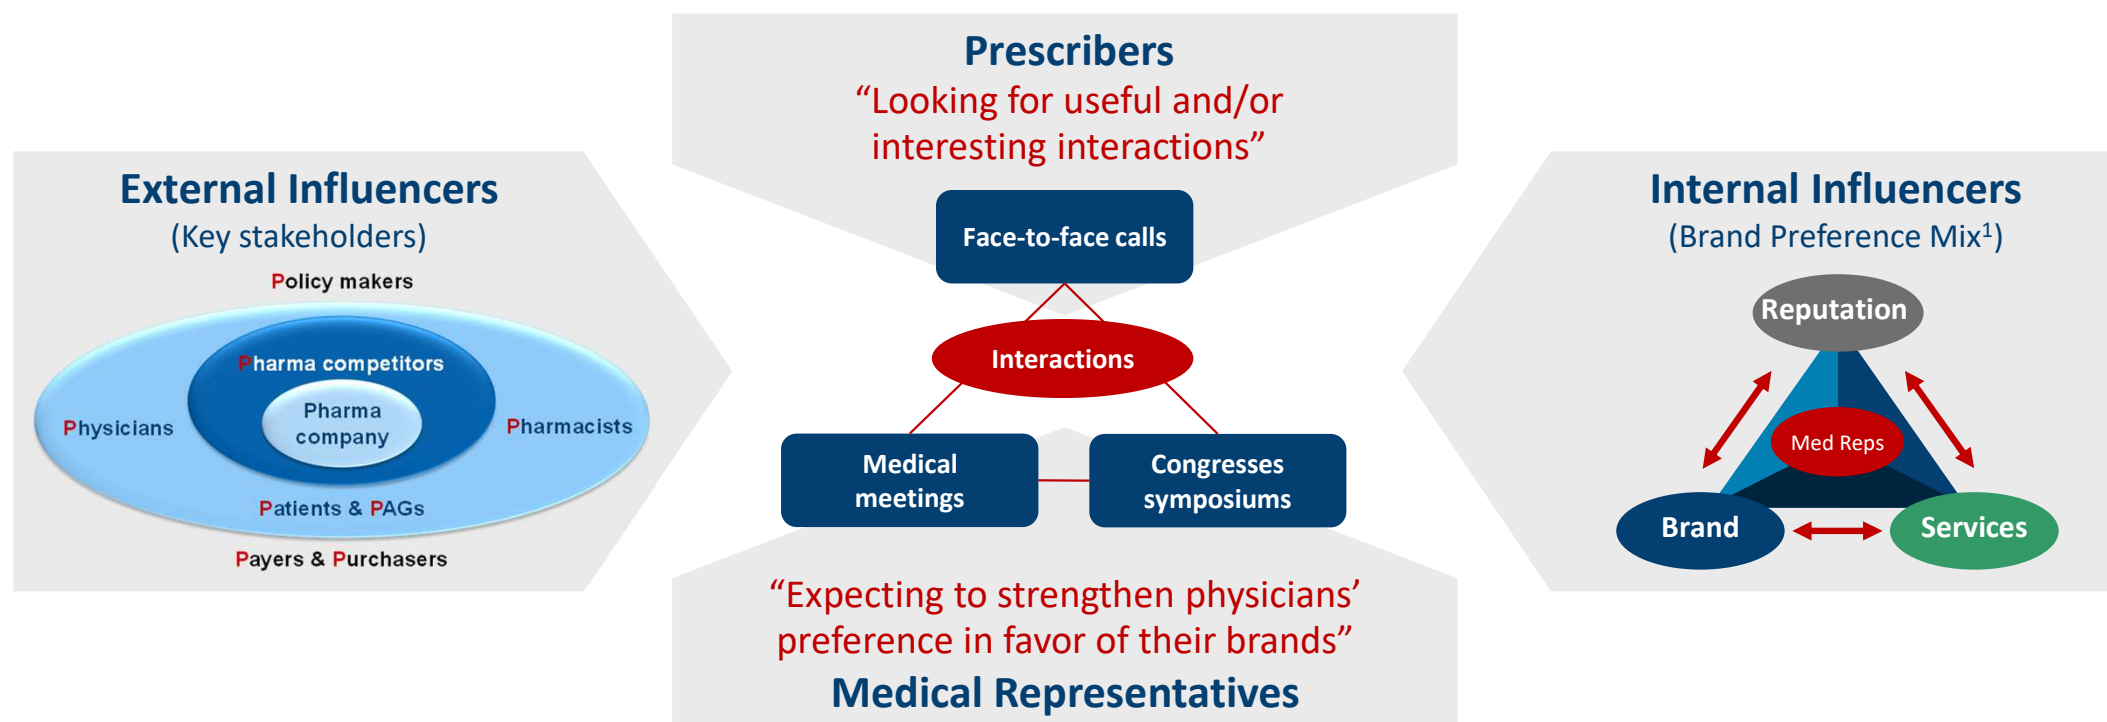 Prescribers
“Looking for useful and/or
interesting interactions”
External Influencers
(Key stakeholders)
Policy makers
Pharma competitors
Pharma
company
Physicians
Pharmacists
Patients & PAGs
Payers & Purchasers
Face-to-face calls
Interactions
Medical
meetings
Congresses
symposiums
“Expecting to strengthen physicians’
preference in favor of their brands”
Medical Representatives
Internal Influencers
(Brand Preference Mix¹)
Reputation
Med Reps
Brand
Services